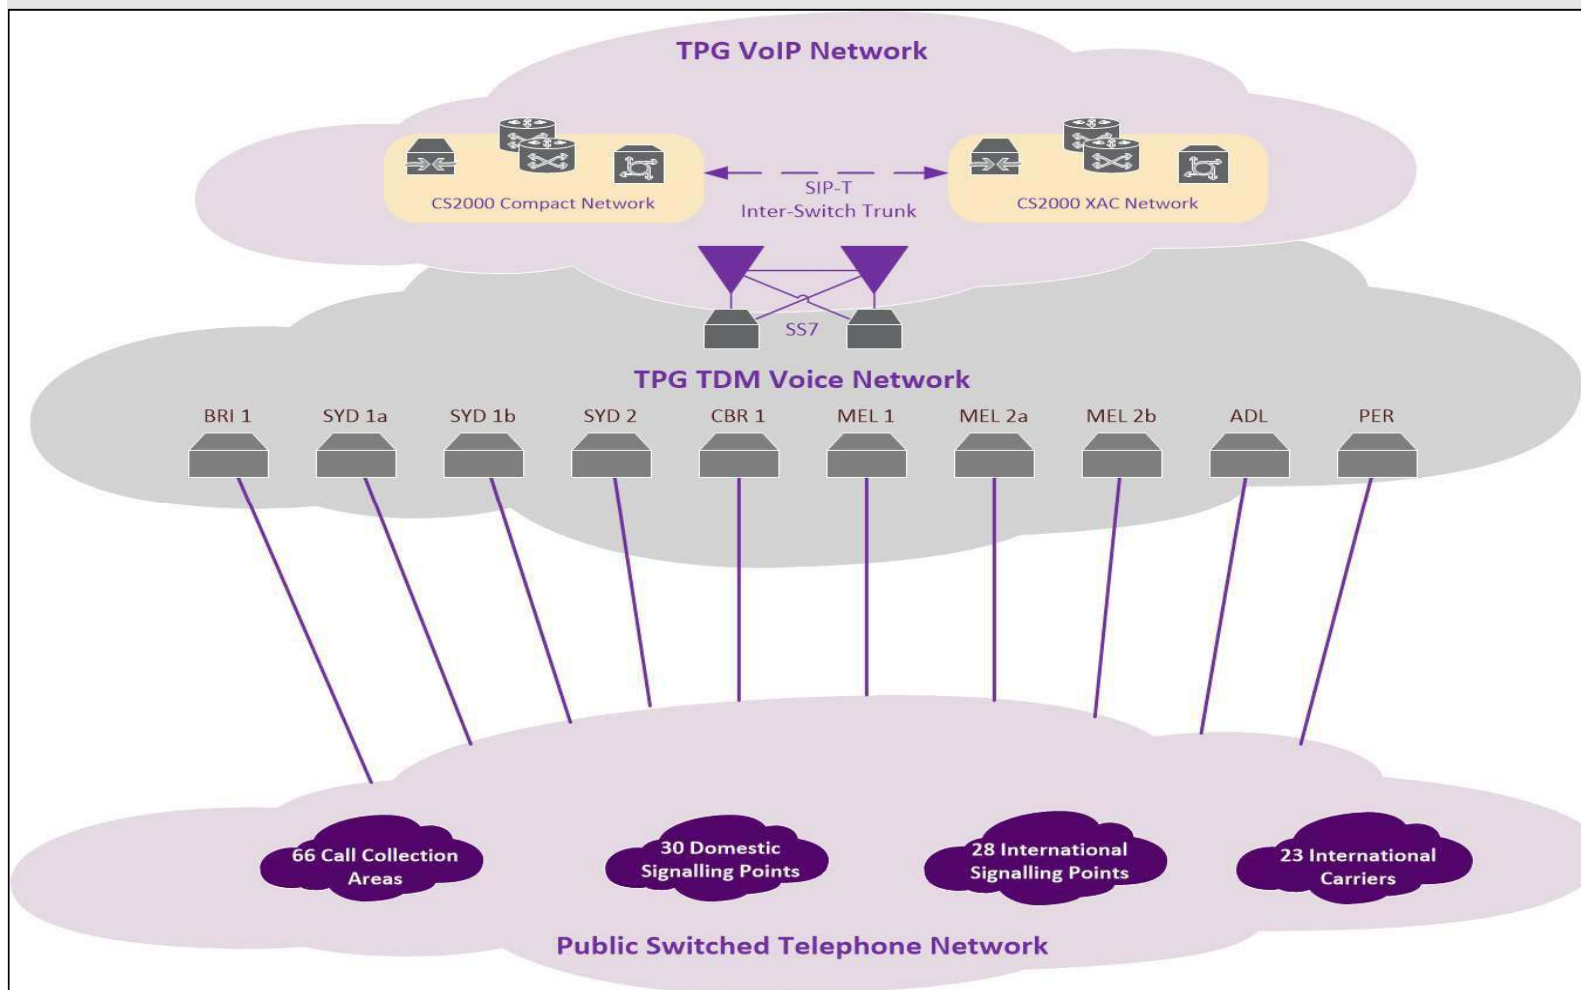 TPG VoIP Network
CS2000 Compact Network
SIP-T
Inter-Switch Trunk
CS2000 XAC Network
SS7
TPG TDM Voice Network
BRI 1
SYD 1a
SYD 1b
SYD 2
CBR 1
MEL 1
MEL 2a
MEL 2b
ADL
PER
66 Call Collection
Areas
30 Domestic
Signalling Points
28 International
Signalling Points
23 International
Carriers
Public Switched Telephone Network